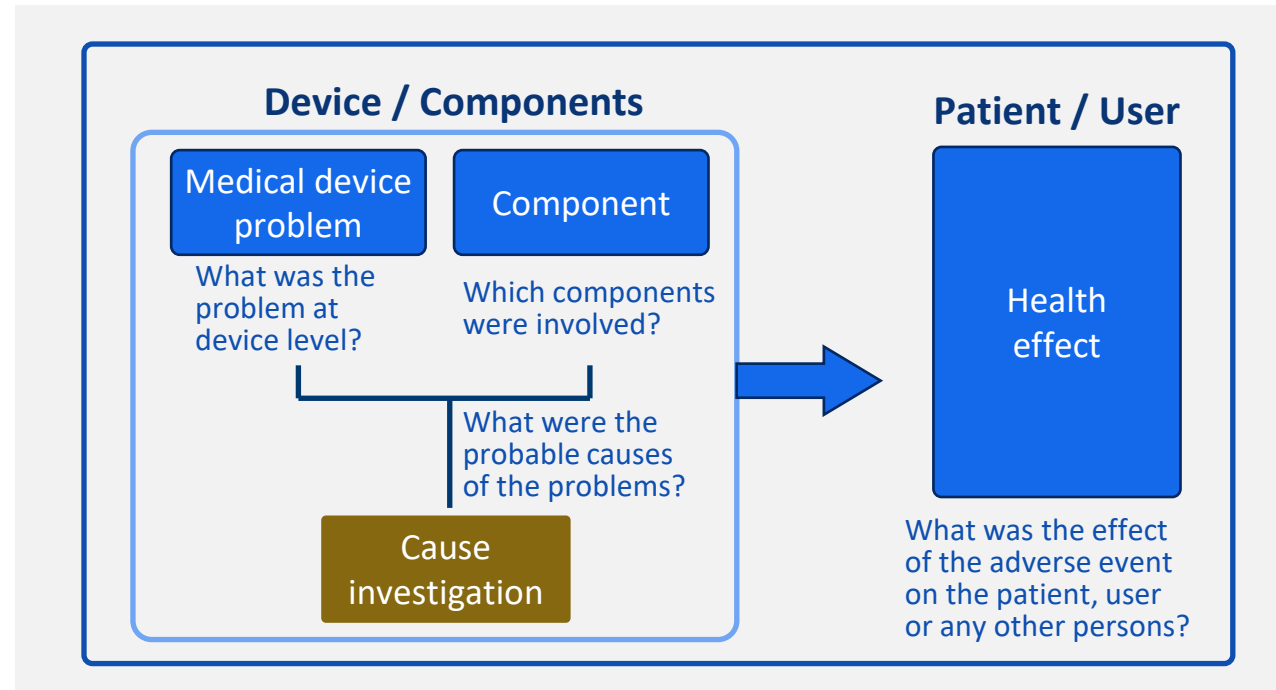 Device / Components
Medical device
problem
What was the
problem at
device level?
Component
Which components
were involved?
What were the
probable causes
of the problems?
Cause
investigation
Patient / User
Health
effect
What was the effect
of the adverse event
on the patient, user
or any other persons?